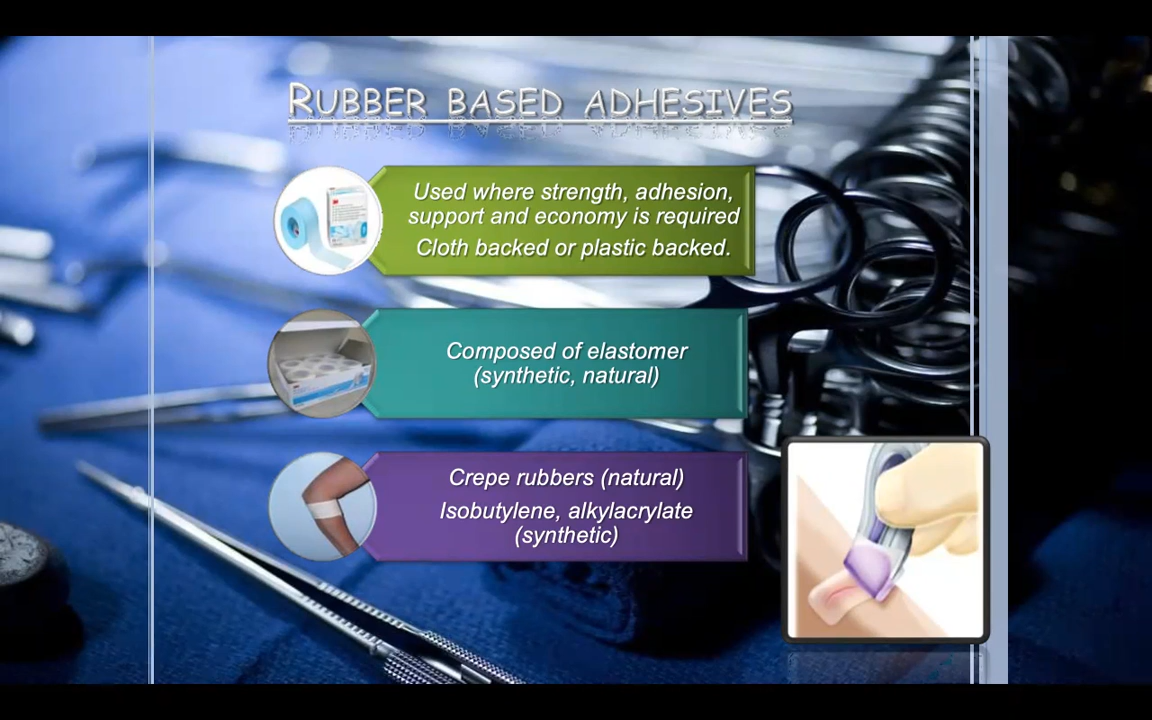 RUBBER BASED ADHESIVES
Used where strength, adhesion,
support and economy is required
Cloth backed or plastic backed.
Composed of elastomer
(synthetic, natural)
Crepe rubbers (natural)
Isobutylene, alkylacrylate
(synthetic)